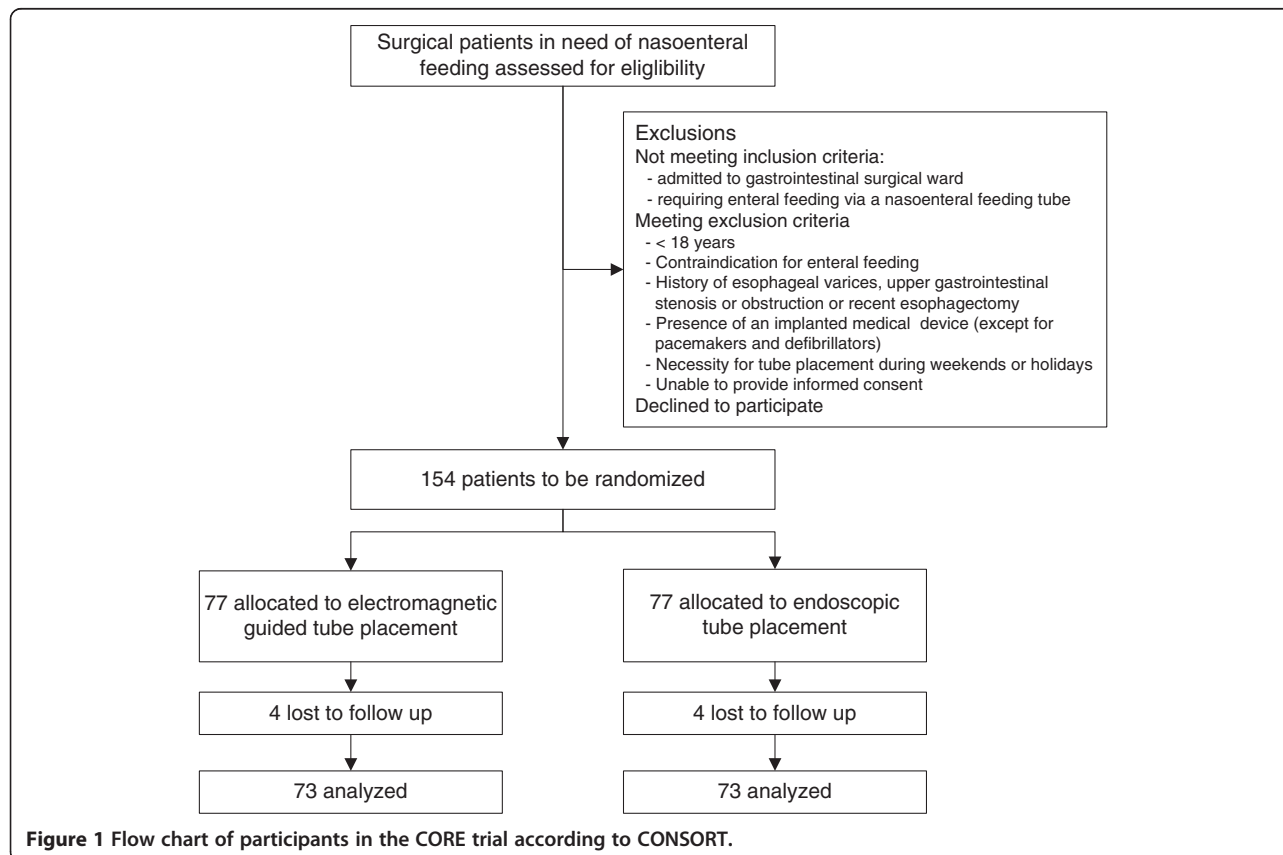 Surgical patients in need of nasoenteral
feeding assessed for eliglibility
Exclusions
Not meeting inclusion criteria:
- admitted to gastrointestinal surgical ward
- requiring enteral feeding via a nasoenteral feeding tube
Meeting exclusion criteria
- < 18 years
- Contraindication for enteral feeding
- History of esophageal varices, upper gastrointestinal
stenosis or obstruction or recent esophagectomy
- Presence of an implanted medical device (except for
pacemakers and defibrillators)
- Necessity for tube placement during weekends or holidays
- Unable to provide informed consent
Declined to participate
154 patients to be randomized
77 allocated to electromagnetic
guided tube placement
77 allocated to endoscopic
tube placement
4 lost to follow up
4 lost to follow up
73 analyzed
73 analyzed
Figure 1 Flow chart of participants in the CORE trial according to CONSORT.